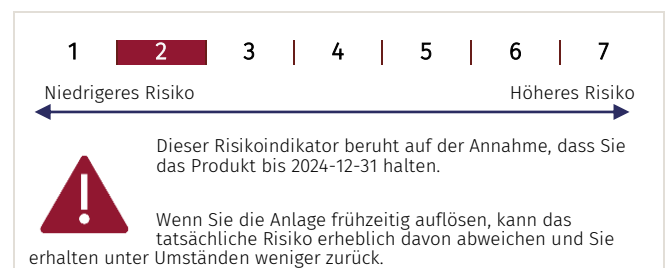 1 2 3 4 5 6 7
Niedrigeres Risiko Höheres Risiko
Dieser Risikoindikator beruht auf der Annahme, dass Sie
das Produkt bis 2024-12-31 halten.
Wenn Sie die Anlage frühzeitig auflösen, kann das
tatsächliche Risiko erheblich davon abweichen und Sie
erhalten unter Umständen weniger zurück.